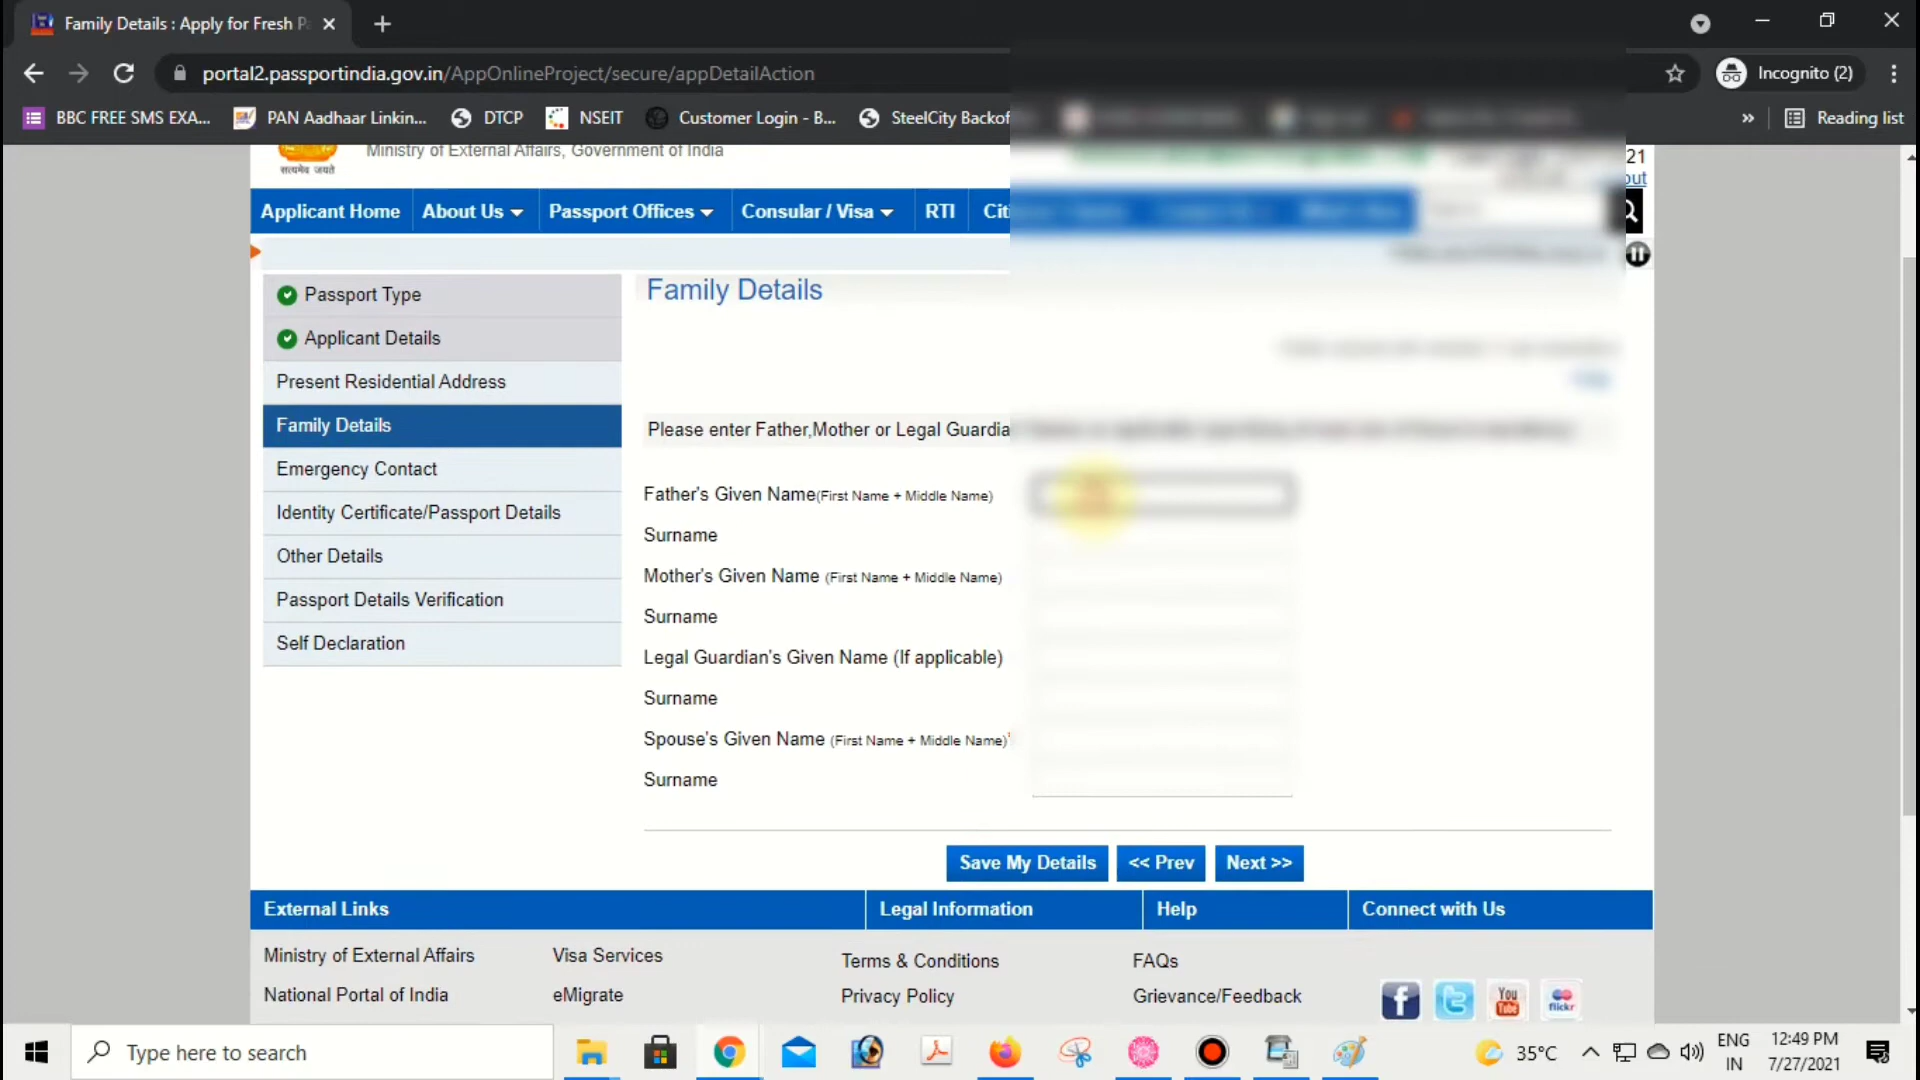 Family Details : Apply for Fresh P
portal2.passportindia.gov.in/AppOnlineProject/secure/appDetailAction
Incognito (2)
BBC FREE SMS EXA...
PAN Aadhaar Linkin...
DTCP
NSEIT
Customer Login - B...
SteelCity Backof
»
Reading list
सत्यमेव जयते
Ministry of External Affairs, Government of India
21
out
Applicant Home
About Us
Passport Offices
Consular / Visa
RTI
Citi
Passport Type
Applicant Details
Present Residential Address
Family Details
Emergency Contact
Identity Certificate/Passport Details
Other Details
Passport Details Verification
Self Declaration
Family Details
Please enter Father,Mother or Legal Guardia
Father's Given Name(First Name + Middle Name)
Surname
Mother's Given Name (First Name + Middle Name)
Surname
Legal Guardian's Given Name (If applicable)
Surname
Spouse's Given Name (First Name + Middle Name)*
Surname
Save My Details
<< Prev
Next >>
External Links
Legal Information
Help
Connect with Us
Ministry of External Affairs
Visa Services
Terms & Conditions
FAQs
National Portal of India
eMigrate
Privacy Policy
Grievance/Feedback
f
t
You Tube
flickr
Type here to search
35°C
ENG
IN
12:49 PM
7/27/2021